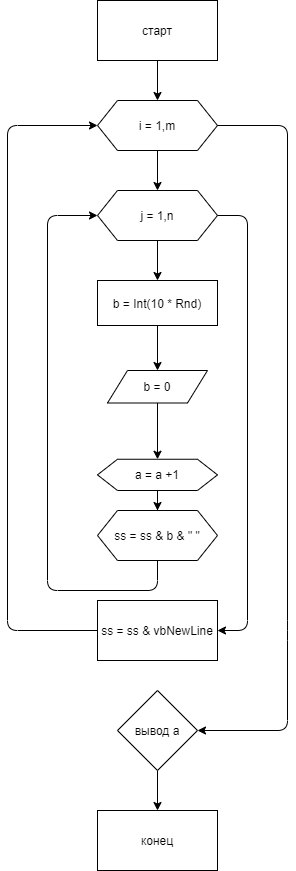 старт
i = 1,m
j = 1,n
b = Int(10 * Rnd)
b = 0
a = a +1
ss = ss & b & " "
ss = ss & vbNewLine
вывод a
конец